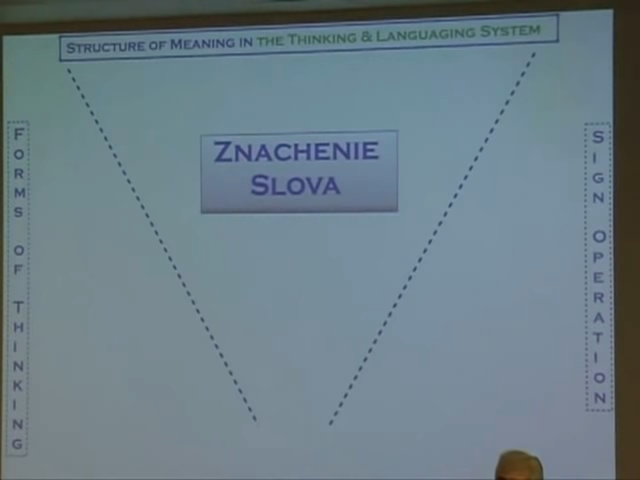 Structure of Meaning in the Thinking & Languaging System
Znachenie
Slova
Forms of Thinking
Sign Operation